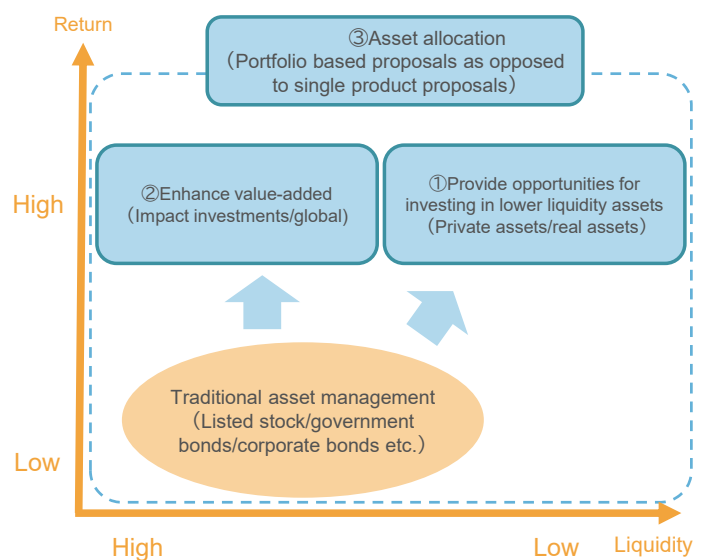 Return
③Asset allocation
（Portfolio based proposals as opposed
to single product proposals）
High
②Enhance value-added
（Impact investments/global)
①Provide opportunities for
investing in lower liquidity assets
（Private assets/real assets）
Traditional asset management
（Listed stock/government
bonds/corporate bonds etc.）
Low
High
Low
Liquidity